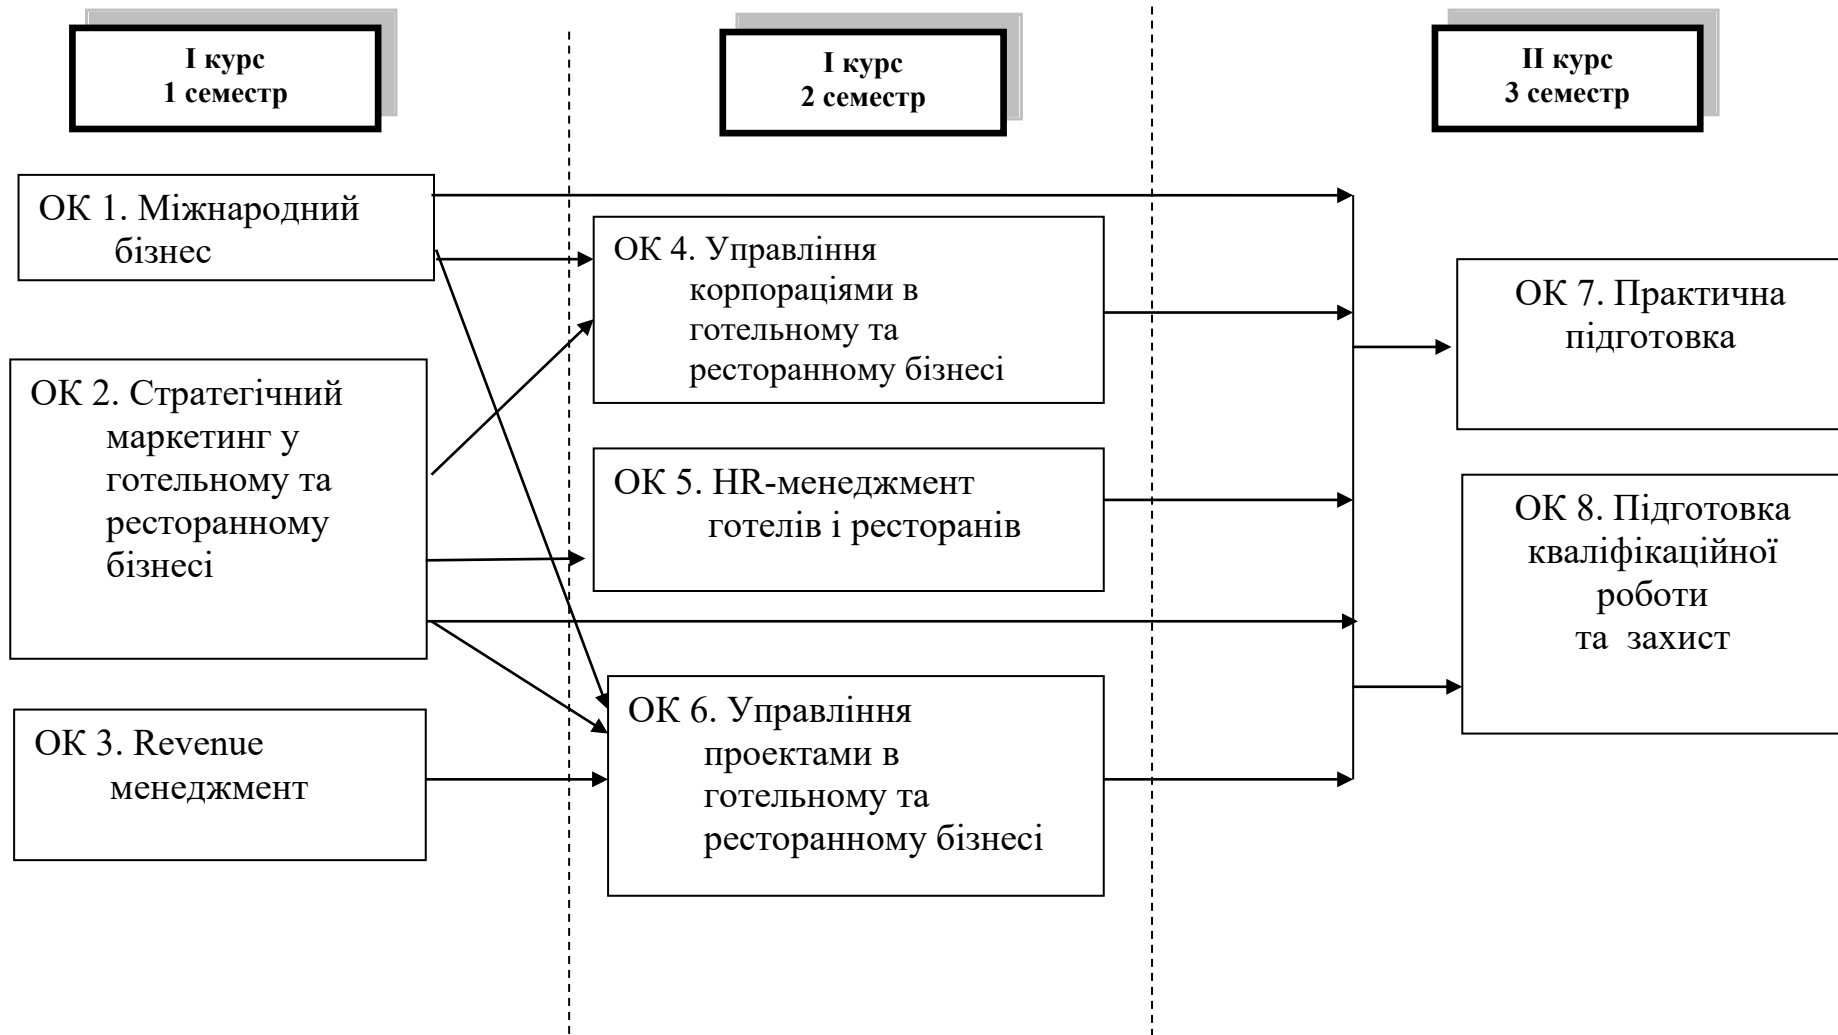 І курс
1 семестр
І курс
2 семестр
ІІ курс
3 семестр
ОК 1. Міжнародний
бізнес
ОК 2. Стратегічний
маркетинг у
готельному та
ресторанному
бізнесі
ОК 3. Revenue
менеджмент
ОК 4. Управління
корпораціями в
готельному та
ресторанному бізнесі
ОК 5. HR-менеджмент
готелів і ресторанів
ОК 6. Управління
проектами в
готельному та
ресторанному бізнесі
ОК 7. Практична
підготовка
ОК 8. Підготовка
кваліфікаційної
роботи
та захист